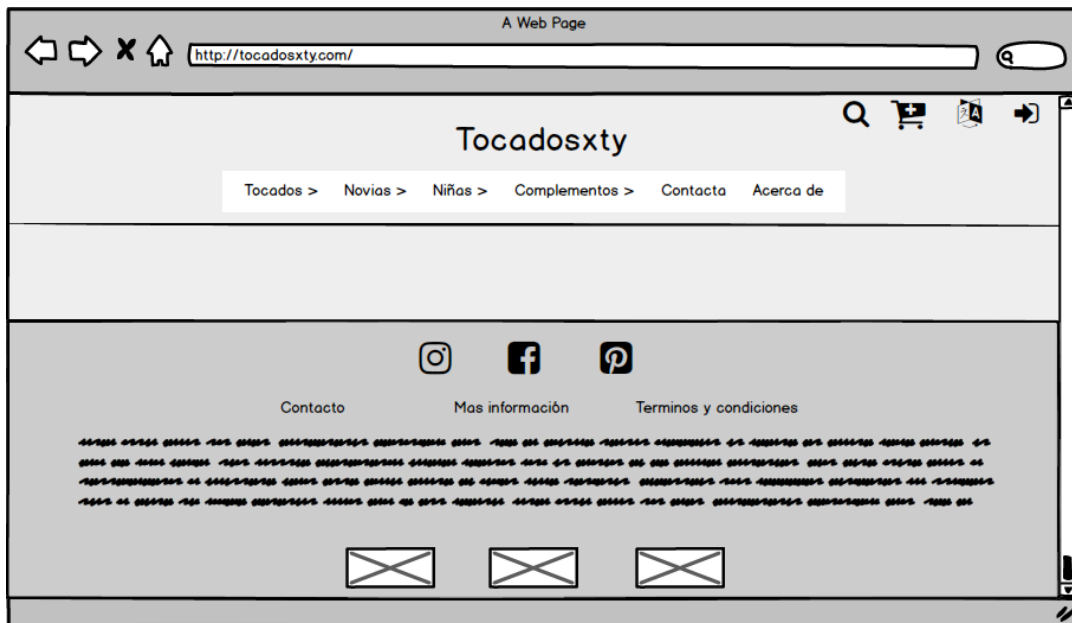 A Web Page
http://tocadosxty.com/
Tocadosxty
Tocados > Novias > Niñas > Complementos > Contacta Acerca de
Contacto Mas información Terminos y condiciones